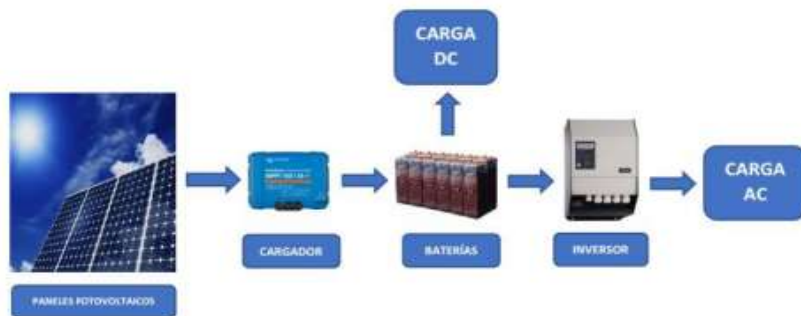 CARGA
DC
CARGA
AC
CARGADOR
BATERÍAS
INVERSOR
PANELES FOTOVOLTAICOS